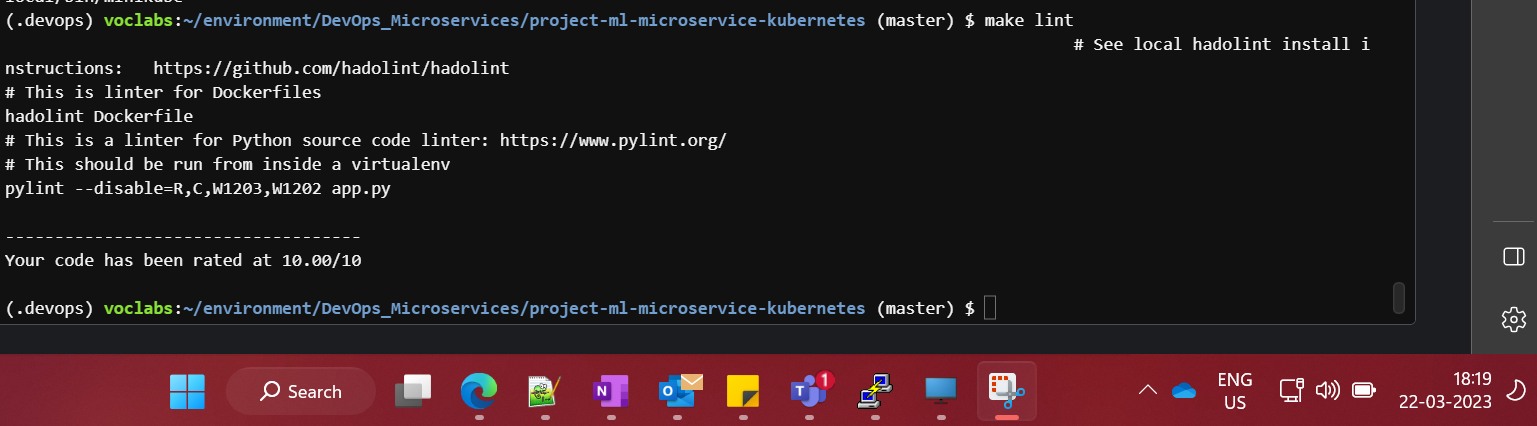 local/bin/minikube
(.devops) voclabs:~/environment/DevOps_Microservices/project-ml-microservice-kubernetes (master) $ make lint
# See local hadolint install i
nstructions:   https://github.com/hadolint/hadolint
# This is linter for Dockerfiles
hadolint Dockerfile
# This is a linter for Python source code linter: https://www.pylint.org/
# This should be run from inside a virtualenv
pylint --disable=R,C,W1203,W1202 app.py
------------------------------------
Your code has been rated at 10.00/10
(.devops) voclabs:~/environment/DevOps_Microservices/project-ml-microservice-kubernetes (master) $
Search
N
O
T
1
ENG
US
18:19
22-03-2023